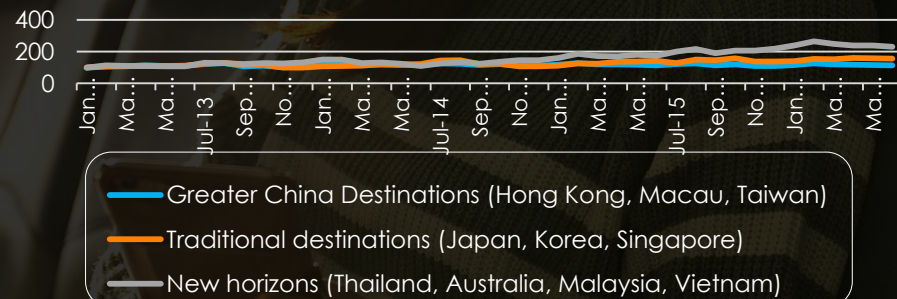 400
200
0
Jan...
Ma...
Ma...
Jul-13
Sep...
No...
Jan...
Ma...
Ma...
Jul-14
Sep...
No...
Jan...
Ma...
Ma...
Jul-15
Sep...
No...
Jan...
Ma...
Ma...
Greater China Destinations (Hong Kong, Macau, Taiwan)
Traditional destinations (Japan, Korea, Singapore)
New horizons (Thailand, Australia, Malaysia, Vietnam)